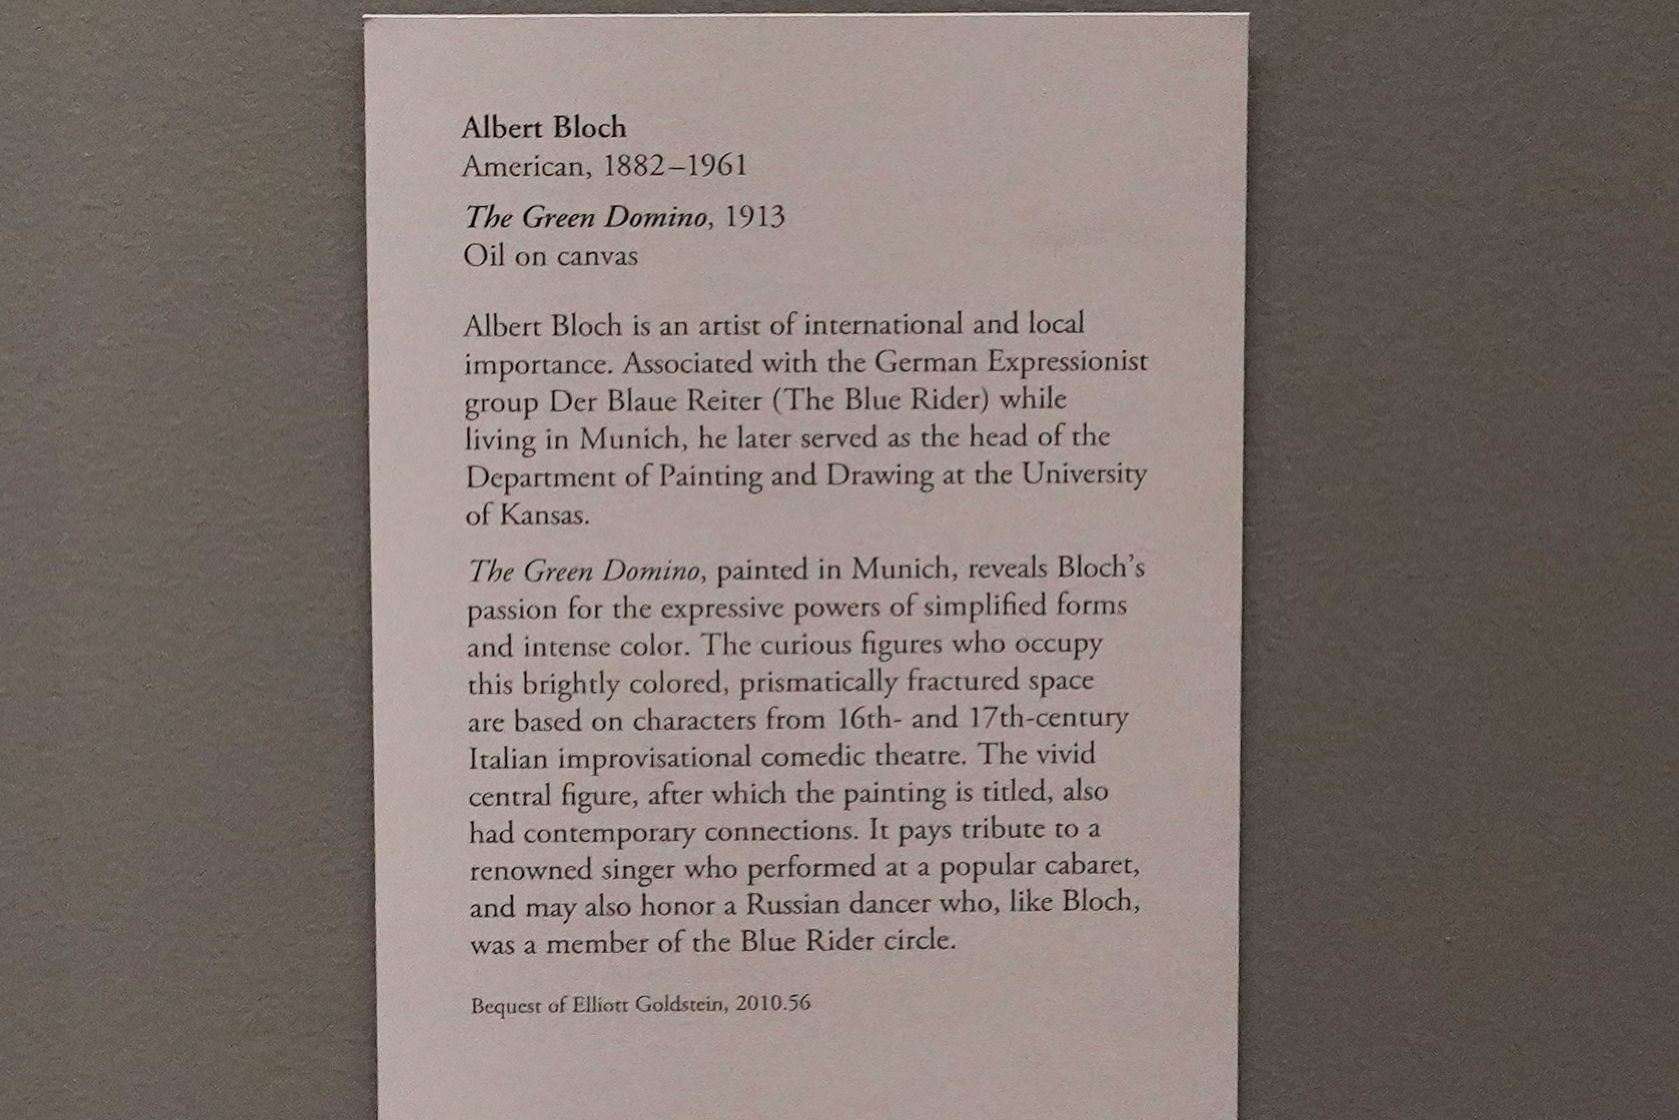 Albert Bloch
American, 1882–1961
The Green Domino, 1913
Oil on canvas
Albert Bloch is an artist of international and local
importance. Associated with the German Expressionist
group Der Blaue Reiter (The Blue Rider) while
living in Munich, he later served as the head of the
Department of Painting and Drawing at the University
of Kansas.
The Green Domino, painted in Munich, reveals Bloch’s
passion for the expressive powers of simplified forms
and intense color. The curious figures who occupy
this brightly colored, prismatically fractured space
are based on characters from 16th- and 17th-century
Italian improvisational comedic theatre. The vivid
central figure, after which the painting is titled, also
had contemporary connections. It pays tribute to a
renowned singer who performed at a popular cabaret,
and may also honor a Russian dancer who, like Bloch,
was a member of the Blue Rider circle.
Bequest of Elliott Goldstein, 2010.56